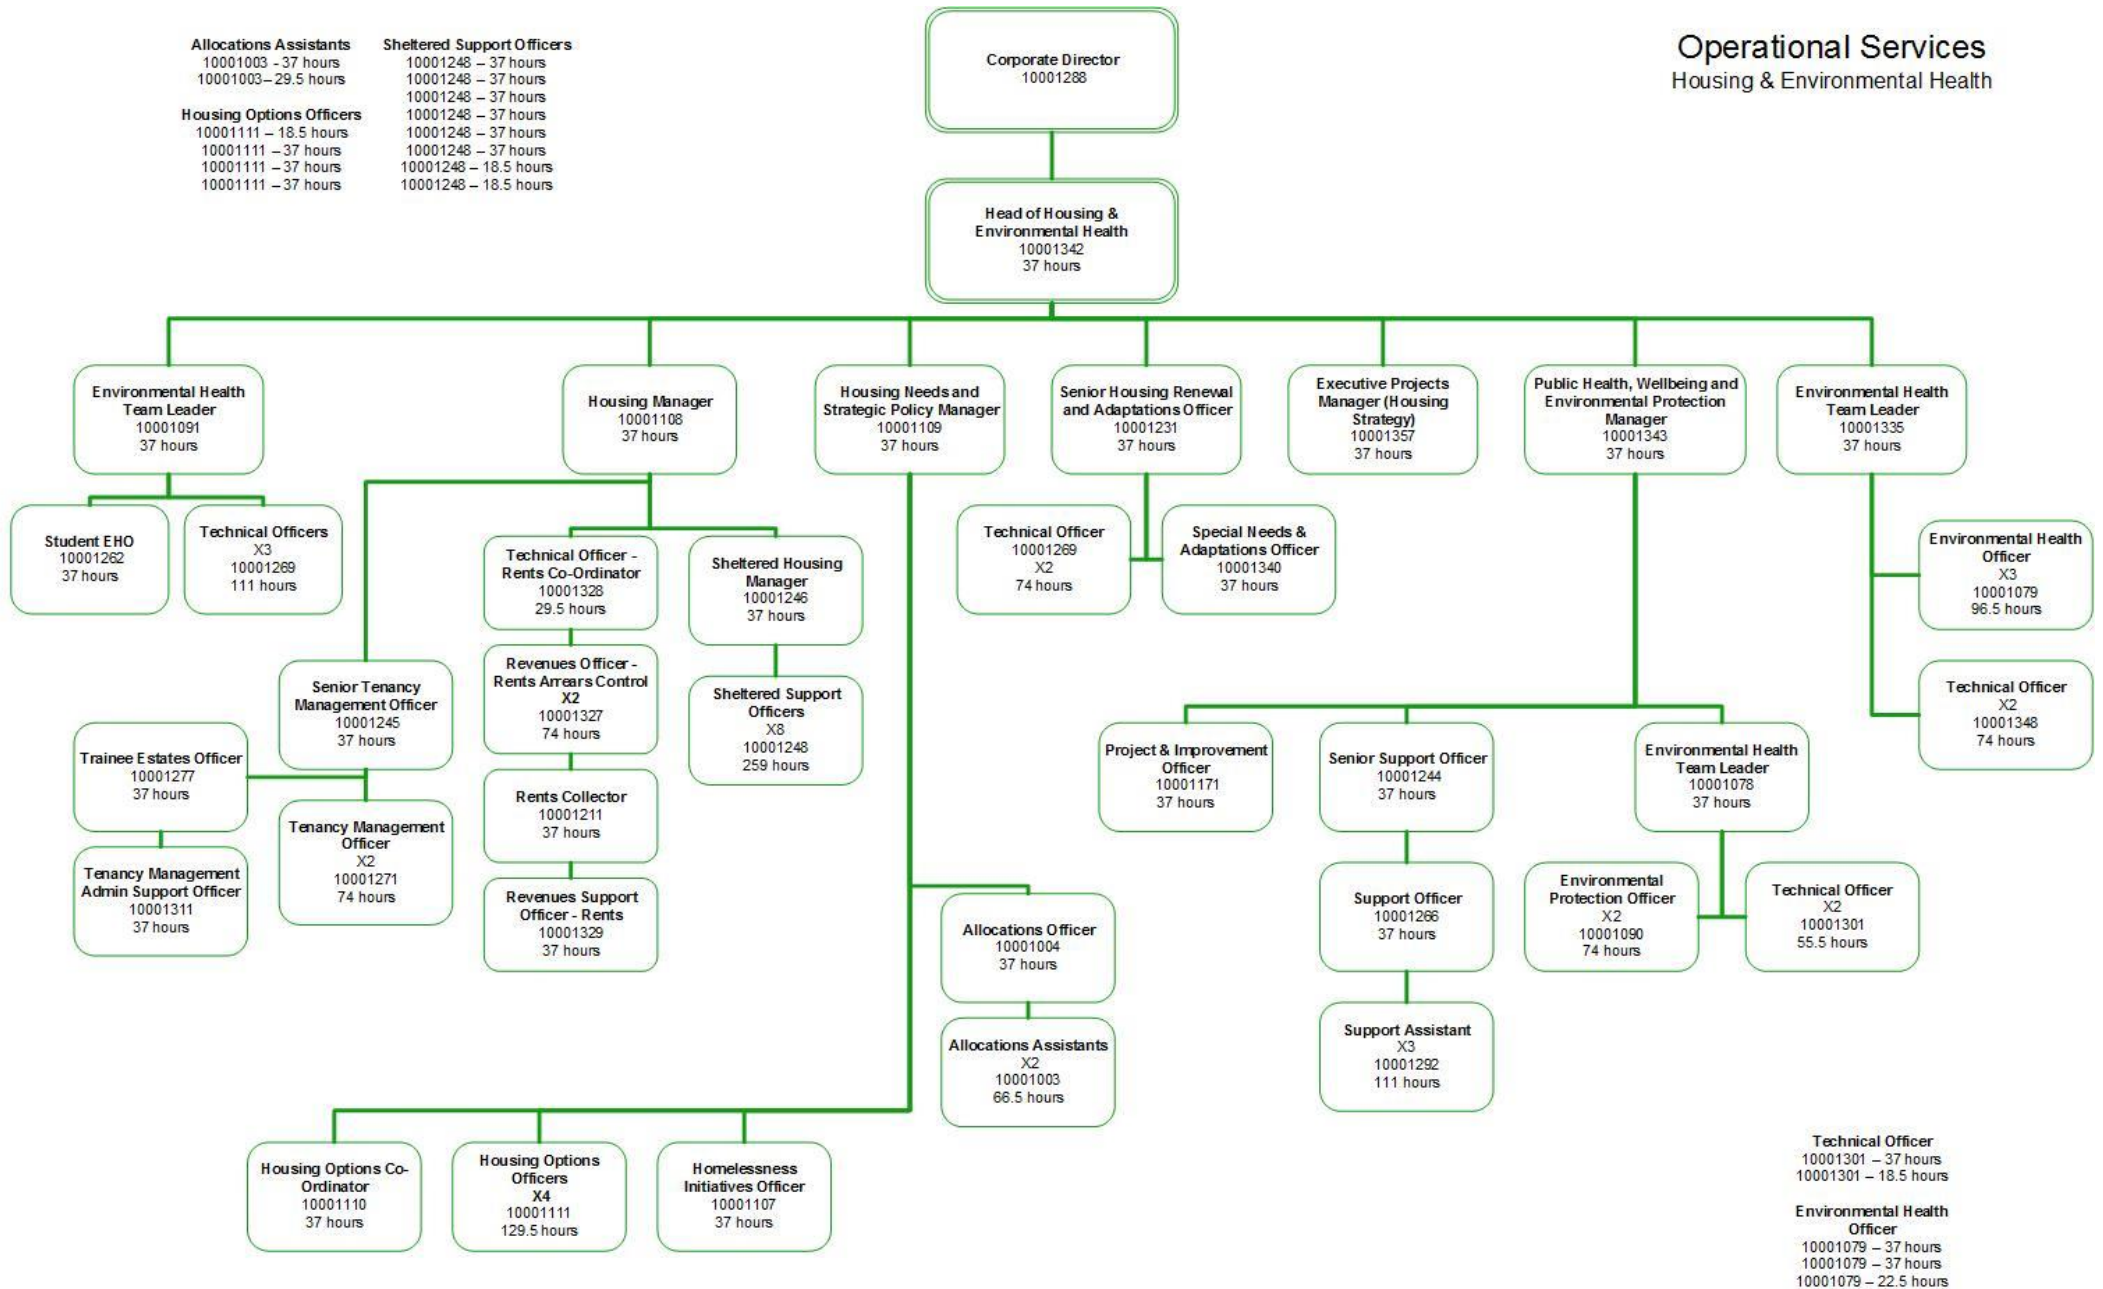 Operational Services
Housing & Environmental Health
Allocations Assistants
10001003 - 37 hours
10001003– 29.5 hours
Housing Options Officers
10001111 – 18.5 hours
10001111 – 37 hours
10001111 – 37 hours
10001111 – 37 hours
Sheltered Support Officers
10001248 – 37 hours
10001248 – 37 hours
10001248 – 37 hours
10001248 – 37 hours
10001248 – 37 hours
10001248 – 37 hours
10001248 – 18.5 hours
10001248 – 18.5 hours
Corporate Director
10001288
Head of Housing &
Environmental Health
10001342
37 hours
Environmental Health
Team Leader
10001091
37 hours
Housing Manager
10001108
37 hours
Housing Needs and
Strategic Policy Manager
10001109
37 hours
Senior Housing Renewal
and Adaptations Officer
10001231
37 hours
Executive Projects
Manager (Housing
Strategy)
10001357
37 hours
Public Health, Wellbeing and
Environmental Protection
Manager
10001343
37 hours
Environmental Health
Team Leader
10001335
37 hours
Student EHO
10001262
37 hours
Technical Officers
X3
10001269
111 hours
Technical Officer -
Rents Co-Ordinator
10001328
29.5 hours
Sheltered Housing
Manager
10001246
37 hours
Technical Officer
10001269
X2
74 hours
Special Needs &
Adaptations Officer
10001340
37 hours
Environmental Health
Officer
X3
10001079
96.5 hours
Senior Tenancy
Management Officer
10001245
37 hours
Revenues Officer -
Rents Arrears Control
X2
10001327
74 hours
Sheltered Support
Officers
X8
10001248
259 hours
Technical Officer
X2
10001348
74 hours
Trainee Estates Officer
10001277
37 hours
Tenancy Management
Officer
X2
10001271
74 hours
Rents Collector
10001211
37 hours
Project & Improvement
Officer
10001171
37 hours
Senior Support Officer
10001244
37 hours
Environmental Health
Team Leader
10001078
37 hours
Tenancy Management
Admin Support Officer
10001311
37 hours
Revenues Support
Officer - Rents
10001329
37 hours
Allocations Officer
10001004
37 hours
Support Officer
10001266
37 hours
Environmental
Protection Officer
X2
10001090
74 hours
Technical Officer
X2
10001301
55.5 hours
Allocations Assistants
X2
10001003
66.5 hours
Support Assistant
X3
10001292
111 hours
Housing Options Co-
Ordinator
10001110
37 hours
Housing Options
Officers
X4
10001111
129.5 hours
Homelessness
Initiatives Officer
10001107
37 hours
Technical Officer
10001301 – 37 hours
10001301 – 18.5 hours
Environmental Health
Officer
10001079 – 37 hours
10001079 – 37 hours
10001079 – 22.5 hours